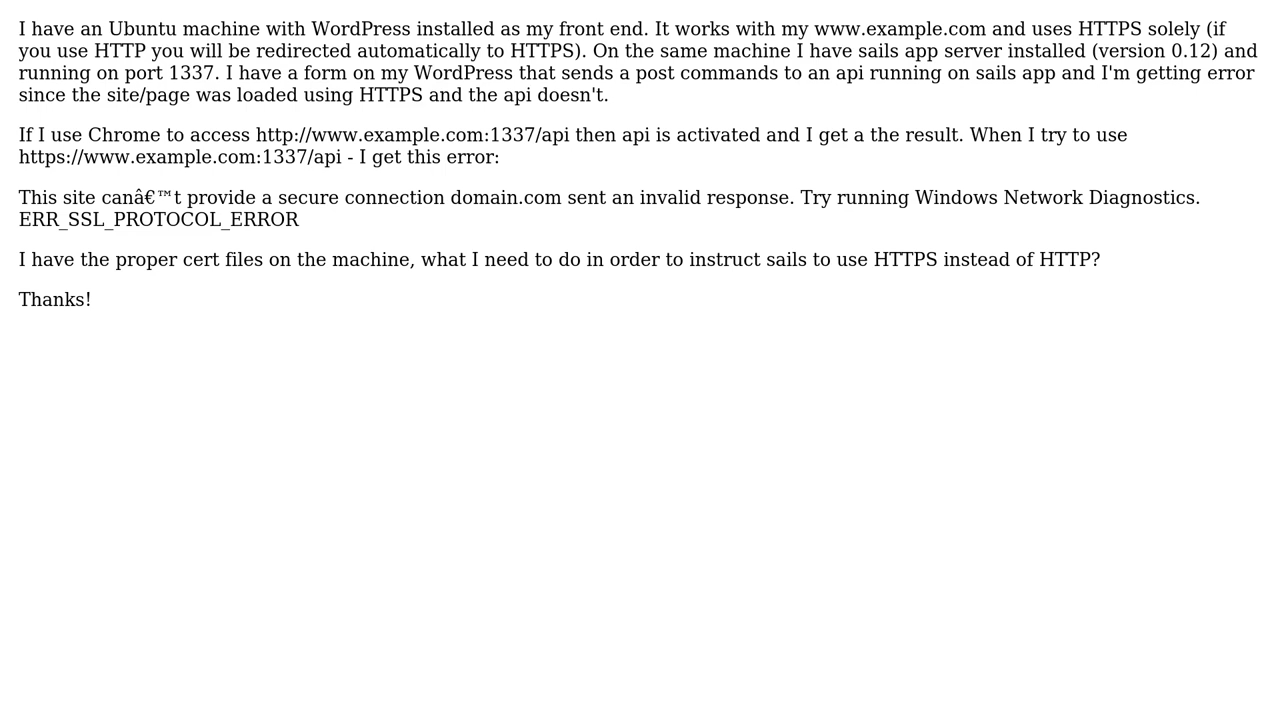 I have an Ubuntu machine with WordPress installed as my front end. It works with my www.example.com and uses HTTPS solely (if
you use HTTP you will be redirected automatically to HTTPS). On the same machine I have sails app server installed (version 0.12) and
running on port 1337. I have a form on my WordPress that sends a post commands to an api running on sails app and I'm getting error
since the site/page was loaded using HTTPS and the api doesn't.
If I use Chrome to access http://www.example.com:1337/api then api is activated and I get a the result. When I try to use
https://www.example.com:1337/api - I get this error:
This site canâ€™t provide a secure connection domain.com sent an invalid response. Try running Windows Network Diagnostics.
ERR_SSL_PROTOCOL_ERROR
I have the proper cert files on the machine, what I need to do in order to instruct sails to use HTTPS instead of HTTP?
Thanks!